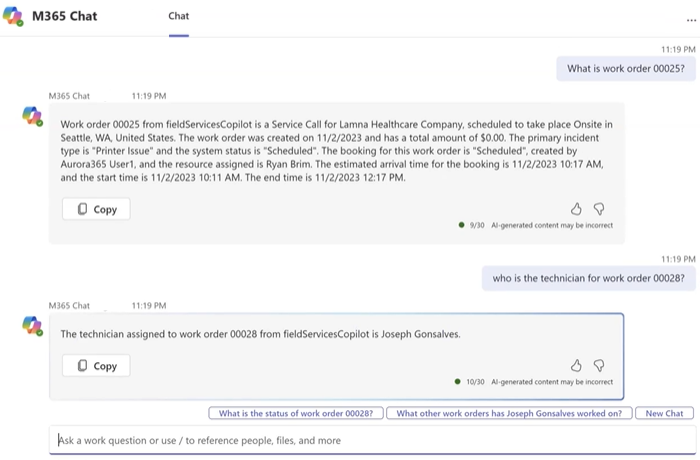 M365 Chat
Chat
...
11:19 PM
What is work order 00025?
M365 Chat 11:19 PM
Work order 00025 from fieldServicesCopilot is a Service Call for Lamna Healthcare Company, scheduled to take place Onsite in
Seattle, WA, United States. The work order was created on 11/2/2023 and has a total amount of $0.00. The primary incident
type is "Printer Issue" and the system status is "Scheduled". The booking for this work order is "Scheduled", created by
Aurora365 User1, and the resource assigned is Ryan Brim. The estimated arrival time for the booking is 11/2/2023 10:17 AM,
and the start time is 11/2/2023 10:11 AM. The end time is 11/2/2023 12:17 PM.
Copy
9/30 AI-generated content may be incorrect
11:19 PM
who is the technician for work order 00028?
M365 Chat 11:19 PM
The technician assigned to work order 00028 from fieldServicesCopilot is Joseph Gonsalves.
Copy
10/30 AI-generated content may be incorrect
What is the status of work order 00028? What other work orders has Joseph Gonsalves worked on? New Chat
Ask a work question or use / to reference people, files, and more